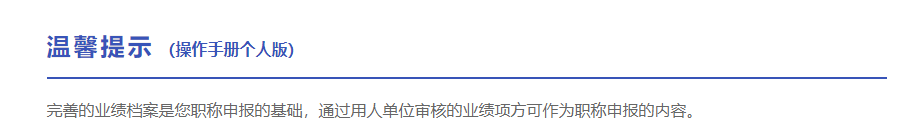 温馨提示 （操作手册个人版）
完善的业绩档案是您职称申报的基础，通过用人单位审核的业绩项方可作为职称申报的内容。